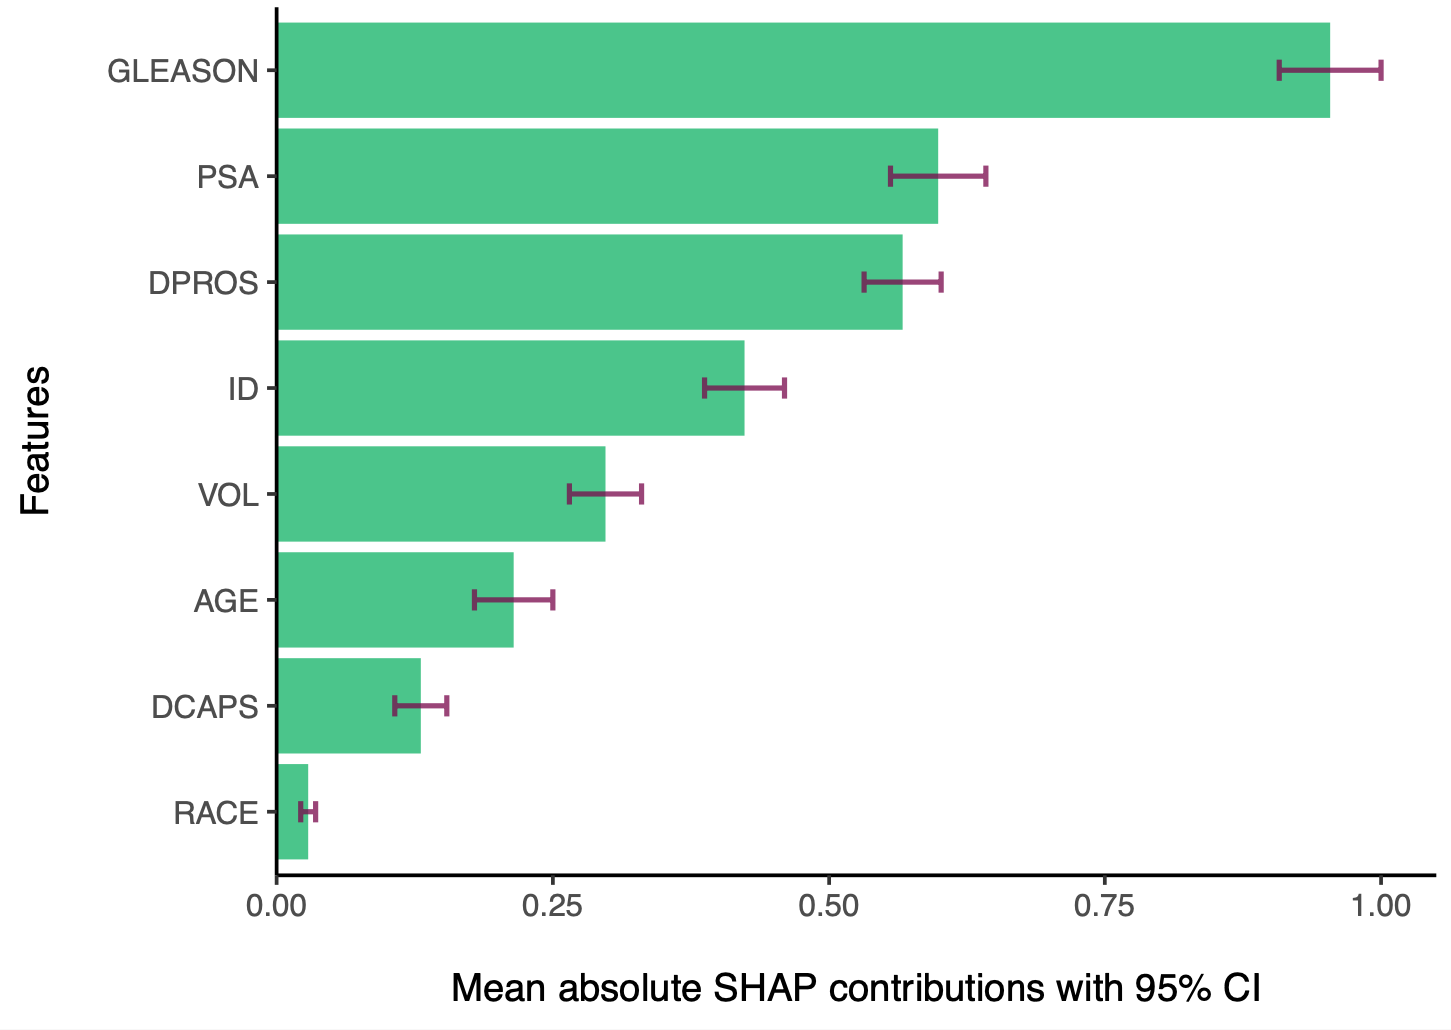 GLEASON
PSA
DPROS
ID
VOL
AGE
DCAPS
RACE
Features
0.00 0.25 0.50 0.75 1.00
Mean absolute SHAP contributions with 95% CI